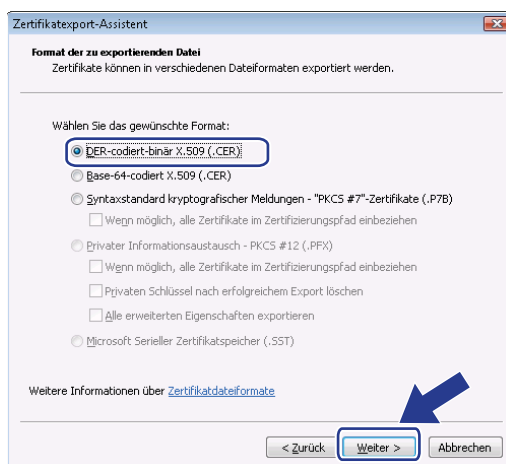 Zertifikatexport-Assistent
Format der zu exportierenden Datei
Zertifikate können in verschiedenen Dateiformaten exportiert werden.
Wählen Sie das gewünschte Format:
DER-codiert-binär X.509 (.CER)
Base-64-codiert X.509 (.CER)
Syntaxstandard kryptografischer Meldungen - "PKCS #7"-Zertifikate (.P7B)
Wenn möglich, alle Zertifikate im Zertifizierungspfad einbeziehen
Privater Informationsaustausch - PKCS #12 (.PFX)
Wenn möglich, alle Zertifikate im Zertifizierungspfad einbeziehen
Privaten Schlüssel nach erfolgreichem Export löschen
Alle erweiterten Eigenschaften exportieren
Microsoft Serieller Zertifikatspeicher (.SST)
Weitere Informationen über Zertifikatdateiformate
< Zurück Weiter > Abbrechen